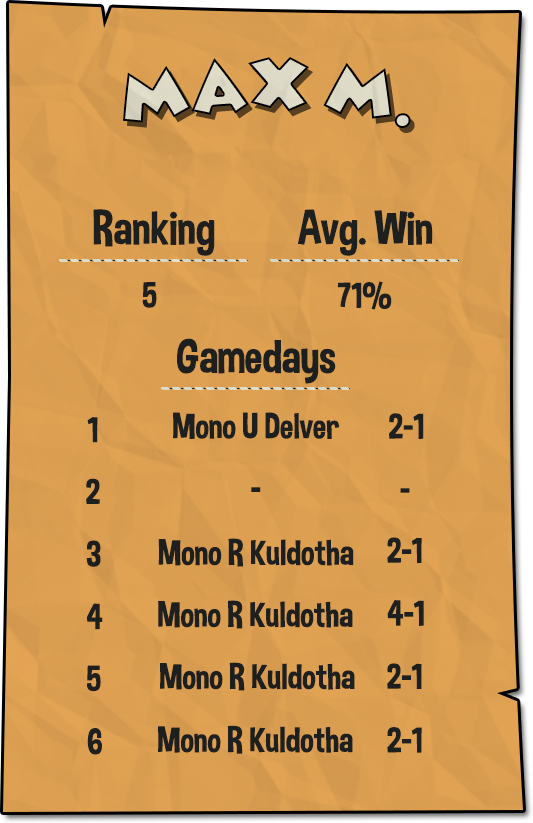 MAX M.
Ranking Avg. Win
5 71%
Gamedays
1 Mono U Delver 2-1
2 - -
3 Mono R Kuldotha 2-1
4 Mono R Kuldotha 4-1
5 Mono R Kuldotha 2-1
6 Mono R Kuldotha 2-1